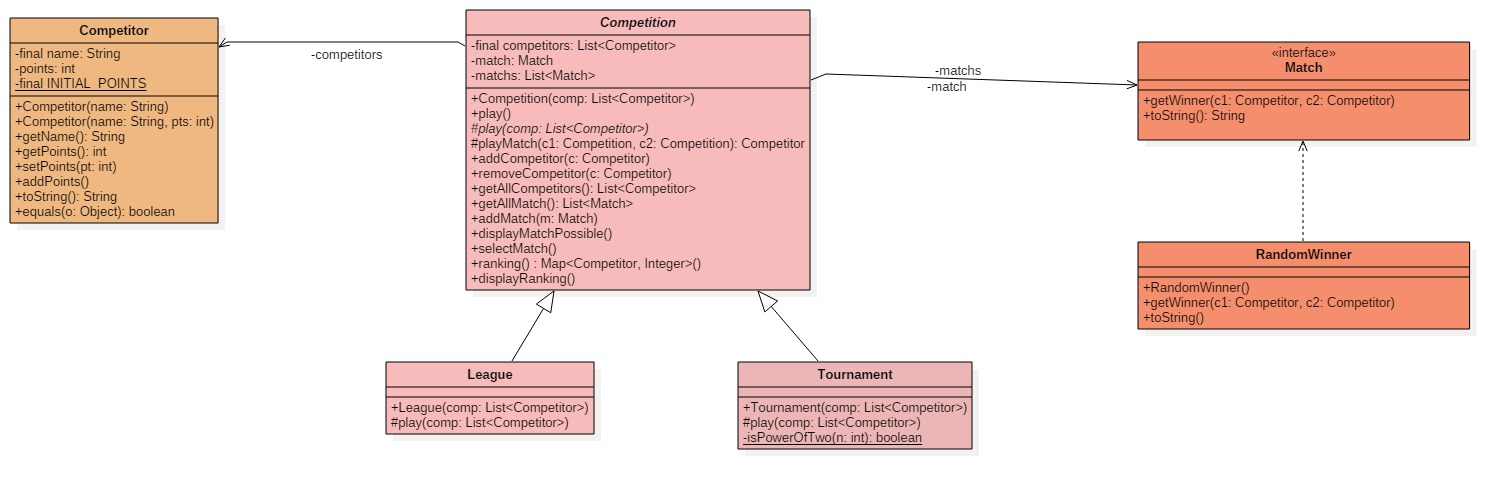 Competitor
-final name: String
-points: int
-final INITIAL_POINTS
+Competitor(name: String)
+Competitor(name: String, pts: int)
+getName(): String
+getPoints(): int
+setPoints(pt: int)
+addPoints()
+toString(): String
+equals(o: Object): boolean
-competitors
Competition
-final competitors: List<Competitor>
-match: Match
-matchs: List<Match>
+Competition(comp: List<Competitor>)
+play()
#play(comp: List<Competitor>)
#playMatch(c1: Competition, c2: Competition): Competitor
+addCompetitor(c: Competitor)
+removeCompetitor(c: Competitor)
+getAllCompetitors(): List<Competitor>
+getAllMatch(): List<Match>
+addMatch(m: Match)
+displayMatchPossible()
+selectMatch()
+ranking() : Map<Competitor, Integer>()
+displayRanking()
-matchs
-match
«interface»
Match
+getWinner(c1: Competitor, c2: Competitor)
+toString(): String
RandomWinner
+RandomWinner()
+getWinner(c1: Competitor, c2: Competitor)
+toString()
League
+League(comp: List<Competitor>)
#play(comp: List<Competitor>)
Tournament
+Tournament(comp: List<Competitor>)
#play(comp: List<Competitor>)
-isPowerOfTwo(n: int): boolean